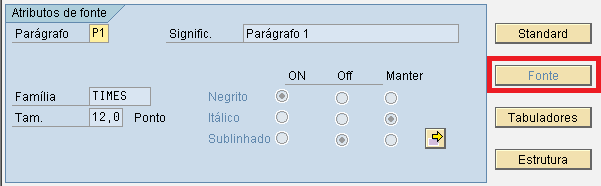 Atributos de fonte
Parágrafo P1 Signific. Parágrafo 1 Standard
ON Off Manter Fonte
Família TIMES Negrito
Tam. 12,0 Ponto Itálico Tabuladores
Sublinhado
Estrutura